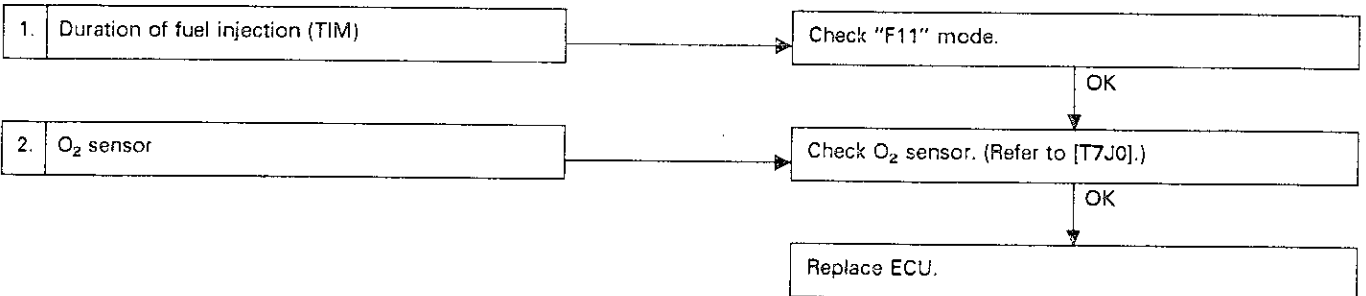 1. Duration of fuel injection (TIM)
Check "F11" mode.
OK
2. O₂ sensor
Check O₂ sensor. (Refer to [T7J0].)
OK
Replace ECU.